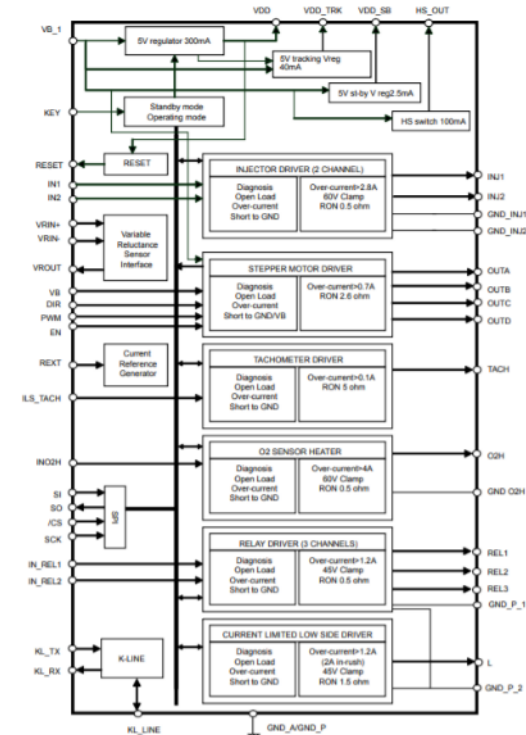 VDD VDD_TRK VDD_SB HS_OUT
VB_1
5V regulator 300mA
5V tracking Vreg
40mA
5V st-by V reg2.5mA
KEY
Standby mode
Operating mode
HS switch 100mA
RESET
RESET
IN1
IN2
INJECTOR DRIVER (2 CHANNEL)
Diagnosis
Open Load
Over-current
Short to GND
Over-current>2.8A
60V Clamp
RON 0.5 ohm
INJ1
INJ2
GND_INJ1
GND_INJ2
VRIN+
VRIN-
VROUT
Variable
Reluctance
Sensor
Interface
STEPPER MOTOR DRIVER
Diagnosis
Open Load
Over-current
Short to GND/VB
Over-current>0.7A
RON 2.6 ohm
OUTA
OUTB
OUTC
OUTD
VB
DIR
PWM
EN
REXT
Current
Reference
Generator
TACHOMETER DRIVER
Diagnosis
Open Load
Over-current
Short to GND
Over-current>0.1A
RON 5 ohm
TACH
ILS_TACH
INO2H
O2 SENSOR HEATER
Diagnosis
Open Load
Over-current
Short to GND
Over-current>4A
60V Clamp
RON 0.5 ohm
O2H
GND O2H
SI
SO
/CS
SCK
SPI
IN_REL1
IN_REL2
RELAY DRIVER (3 CHANNELS)
Diagnosis
Open Load
Over-current
Short to GND
Over-current>1.2A
45V Clamp
RON 0.5 ohm
REL1
REL2
REL3
GND_P_1
KL_TX
KL_RX
K-LINE
CURRENT LIMITED LOW SIDE DRIVER
Diagnosis
Open Load
Over-current
Short to GND
Over-current>1.2A
(2A in-rush)
45V Clamp
RON 1.5 ohm
L
GND_P_2
KL_LINE
GND_A/GND_P